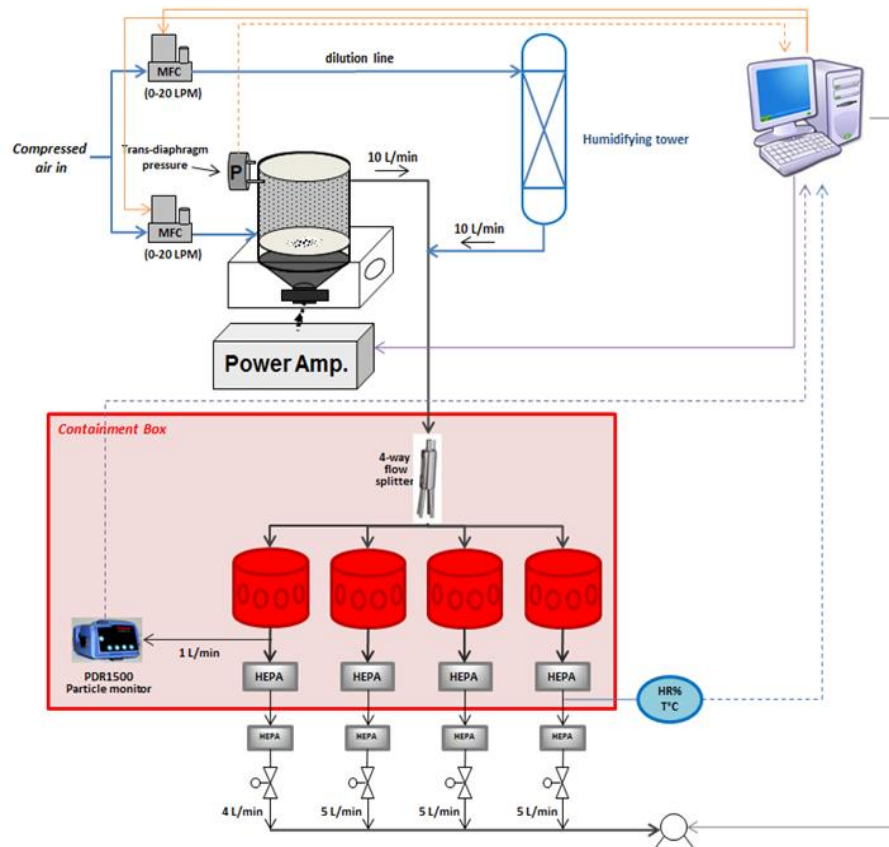 MFC
(0-20 LPM)
dilution line
Compressed
air in
Trans-diaphragm
pressure
P
10 L/min
Humidifying tower
MFC
(0-20 LPM)
10 L/min
Power Amp.
Containment Box
4-way
flow
splitter
1 L/min
PDR1500
Particle monitor
HEPA
HEPA
HEPA
HEPA
HR%
T°C
HEPA
HEPA
HEPA
HEPA
4 L/min
5 L/min
5 L/min
5 L/min